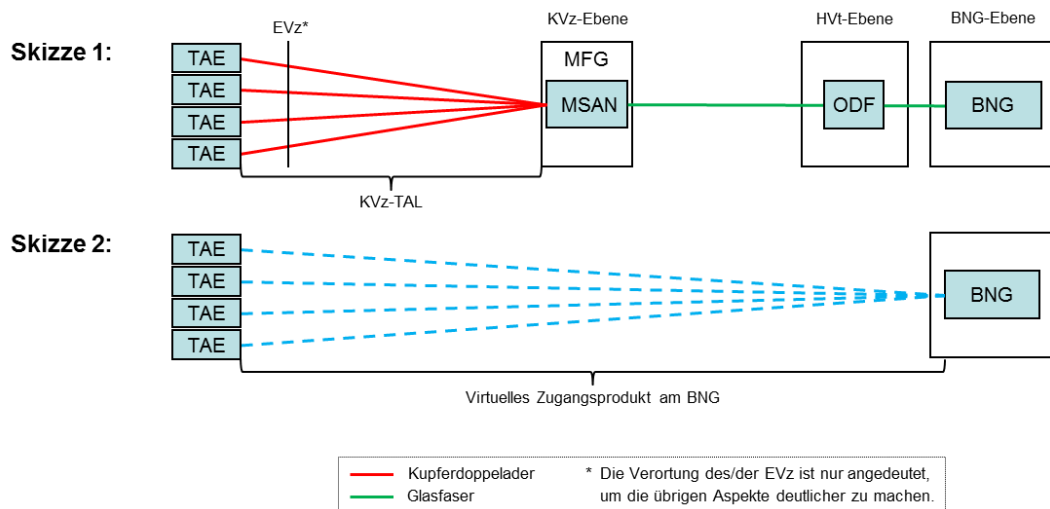 KVz-Ebene HVt-Ebene BNG-Ebene
EVz*
Skizze 1:
TAE
TAE
TAE
TAE
MFG
MSAN
ODF
BNG
KVz-TAL
Skizze 2:
TAE
TAE
TAE
TAE
BNG
Virtuelles Zugangsprodukt am BNG
Kupferdoppelader
Glasfaser
* Die Verortung des/der EVz ist nur angedeutet,
um die übrigen Aspekte deutlicher zu machen.